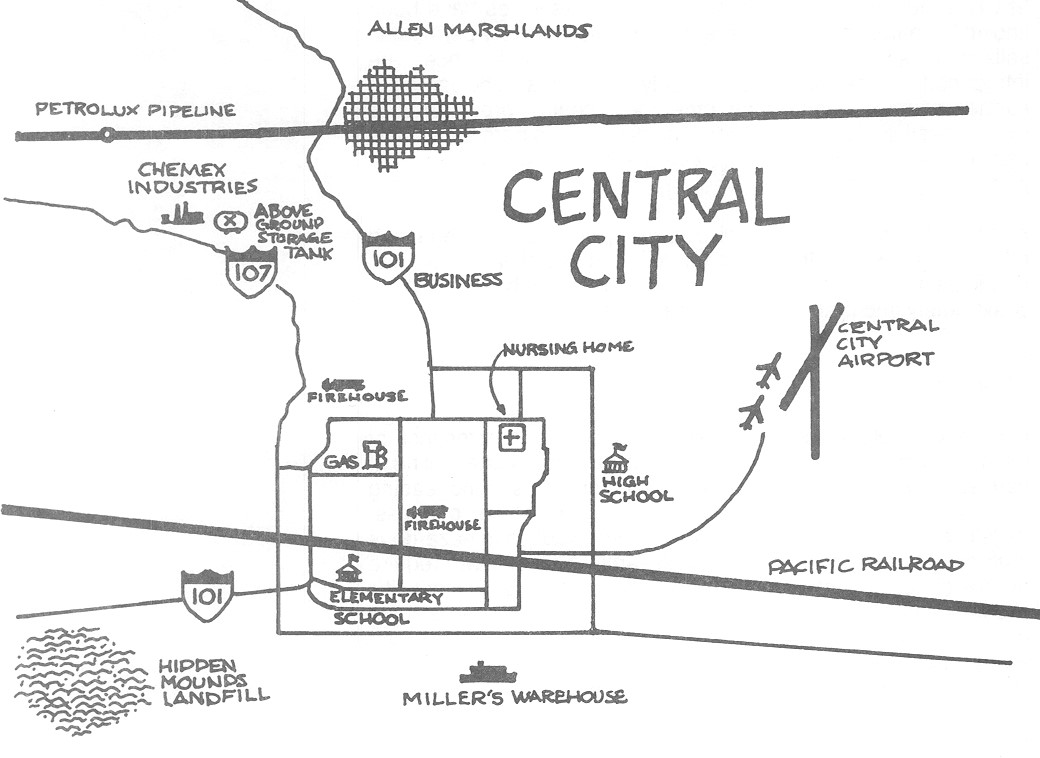 ALLEN MARSHLANDS
PETROLUX PIPELINE
CHEMEX
INDUSTRIES
ABOVE
GROUND
STORAGE
TANK
CENTRAL
CITY
107
101
BUSINESS
CENTRAL
CITY
AIRPORT
NURSING HOME
FIREHOUSE
GAS
HIGH
SCHOOL
FIREHOUSE
PACIFIC RAILROAD
101
ELEMENTARY
SCHOOL
HIDDEN
MOUNDS
LANDFILL
MILLER'S WAREHOUSE